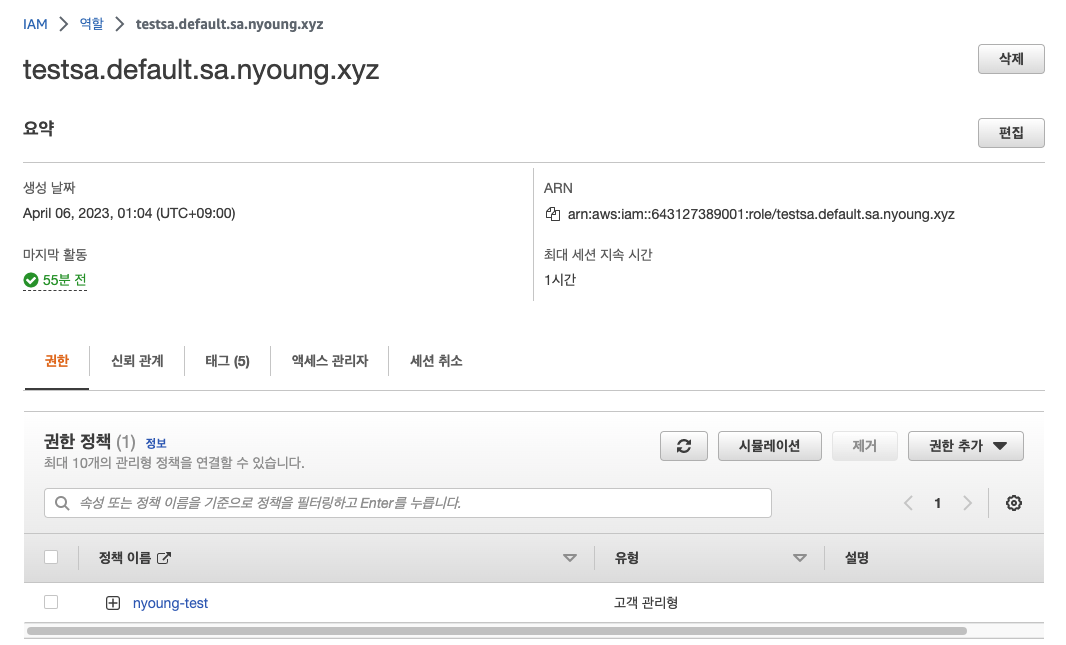 IAM > 역할 > testsa.default.sa.nyoung.xyz
testsa.default.sa.nyoung.xyz
삭제
요약
편집
생성 날짜
April 06, 2023, 01:04 (UTC+09:00)
마지막 활동
55분 전
ARN
arn:aws:iam::643127389001:role/testsa.default.sa.nyoung.xyz
최대 세션 지속 시간
1시간
권한 신뢰 관계 태그 (5) 액세스 관리자 세션 취소
권한 정책 (1) 정보
최대 10개의 관리형 정책을 연결할 수 있습니다.
시뮬레이션 제거 권한 추가
속성 또는 정책 이름을 기준으로 정책을 필터링하고 Enter를 누릅니다.
1
정책 이름 유형 설명
nyoung-test 고객 관리형